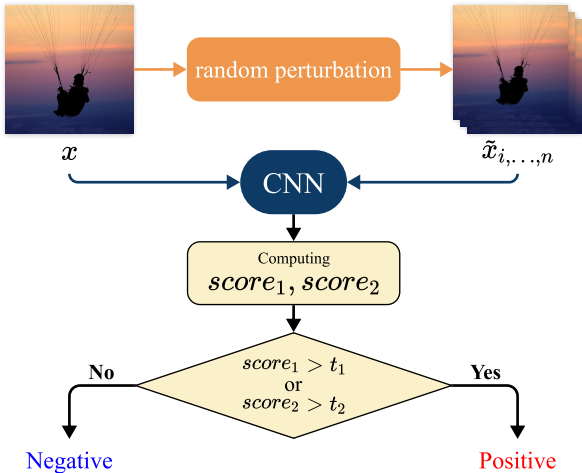 random perturbation
x
x̃i,…,n
CNN
Computing
score1, score2
score1 > t1
or
score2 > t2
No
Yes
Negative
Positive